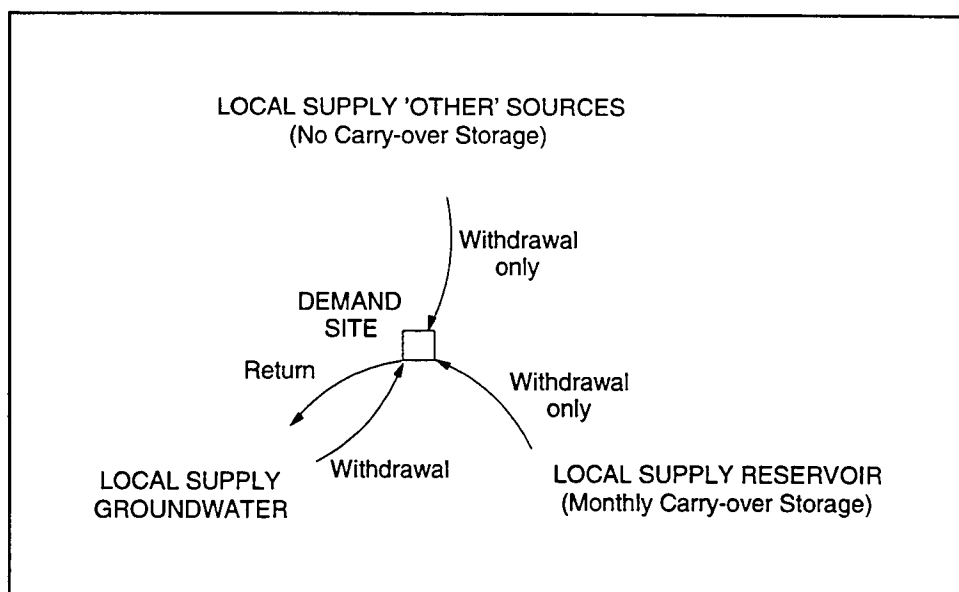 LOCAL SUPPLY 'OTHER' SOURCES
(No Carry-over Storage)
Withdrawal
only
DEMAND
SITE
Return
Withdrawal
only
Withdrawal
LOCAL SUPPLY
GROUNDWATER
LOCAL SUPPLY RESERVOIR
(Monthly Carry-over Storage)